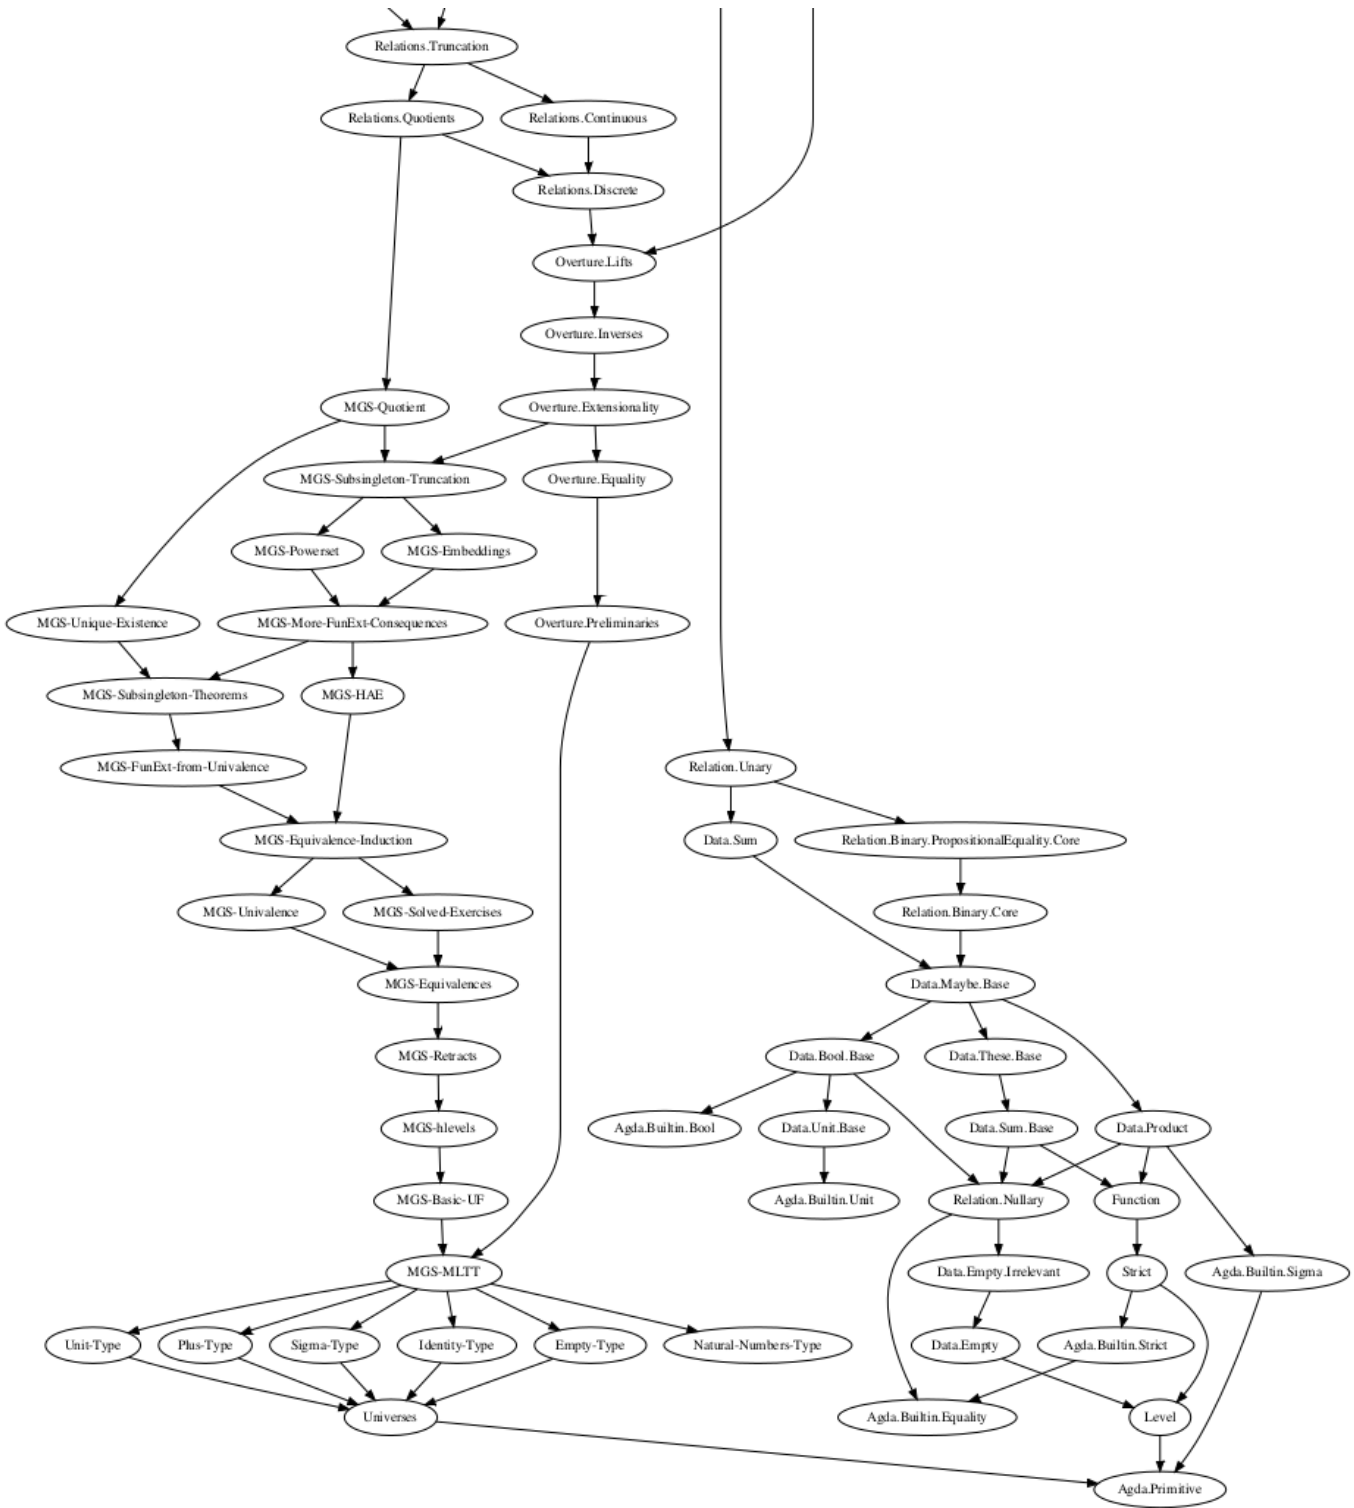 Relations.Truncation
Relations.Quotients
Relations.Continuous
Relations.Discrete
Overture.Lifts
Overture.Inverses
MGS-Quotient
Overture.Extensionality
MGS-Subsingleton-Truncation
Overture.Equality
MGS-Powerset
MGS-Embeddings
MGS-Unique-Existence
MGS-More-FunExt-Consequences
Overture.Preliminaries
MGS-Subsingleton-Theorems
MGS-HAE
MGS-FunExt-from-Univalence
Relation.Unary
MGS-Equivalence-Induction
Data.Sum
Relation.Binary.PropositionalEquality.Core
MGS-Univalence
MGS-Solved-Exercises
Relation.Binary.Core
MGS-Equivalences
Data.Maybe.Base
MGS-Retracts
Data.Bool.Base
Data.These.Base
MGS-hlevels
Agda.Builtin.Bool
Data.Unit.Base
Data.Sum.Base
Data.Product
MGS-Basic-UF
Agda.Builtin.Unit
Relation.Nullary
Function
MGS-MLTT
Data.Empty.Irrelevant
Strict
Agda.Builtin.Sigma
Unit-Type
Plus-Type
Sigma-Type
Identity-Type
Empty-Type
Natural-Numbers-Type
Data.Empty
Agda.Builtin.Strict
Universes
Agda.Builtin.Equality
Level
Agda.Primitive